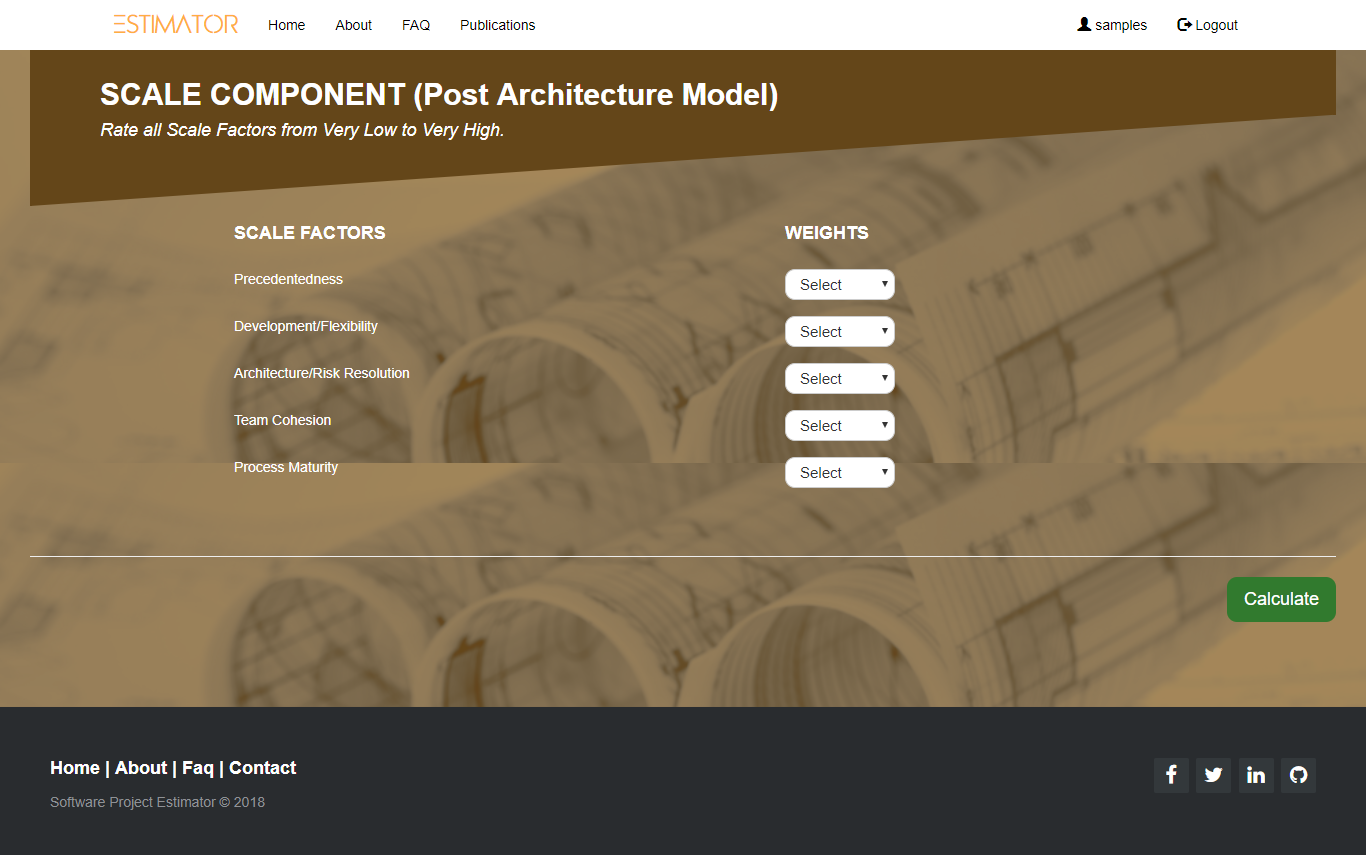 ESTIMATOR Home About FAQ Publications samples Logout
SCALE COMPONENT (Post Architecture Model)
Rate all Scale Factors from Very Low to Very High.
SCALE FACTORS WEIGHTS
Precedentedness Select
Development/Flexibility Select
Architecture/Risk Resolution Select
Team Cohesion Select
Process Maturity Select
Calculate
Home | About | Faq | Contact
Software Project Estimator © 2018